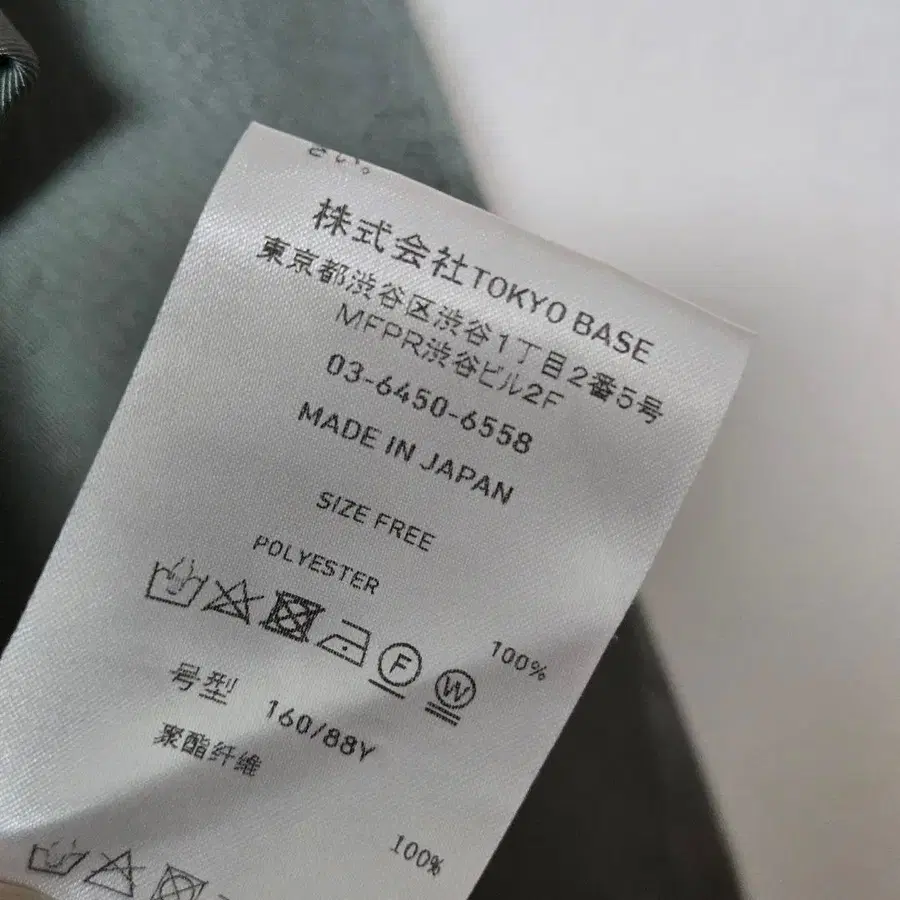 さい。
株式会社TOKYO BASE
東京都渋谷区渋谷1丁目2番5号
MFPR渋谷ビル2F
03-6450-6558
MADE IN JAPAN
SIZE FREE
POLYESTER 100%
F W
号型 160/88Y
聚酯纤维 100%